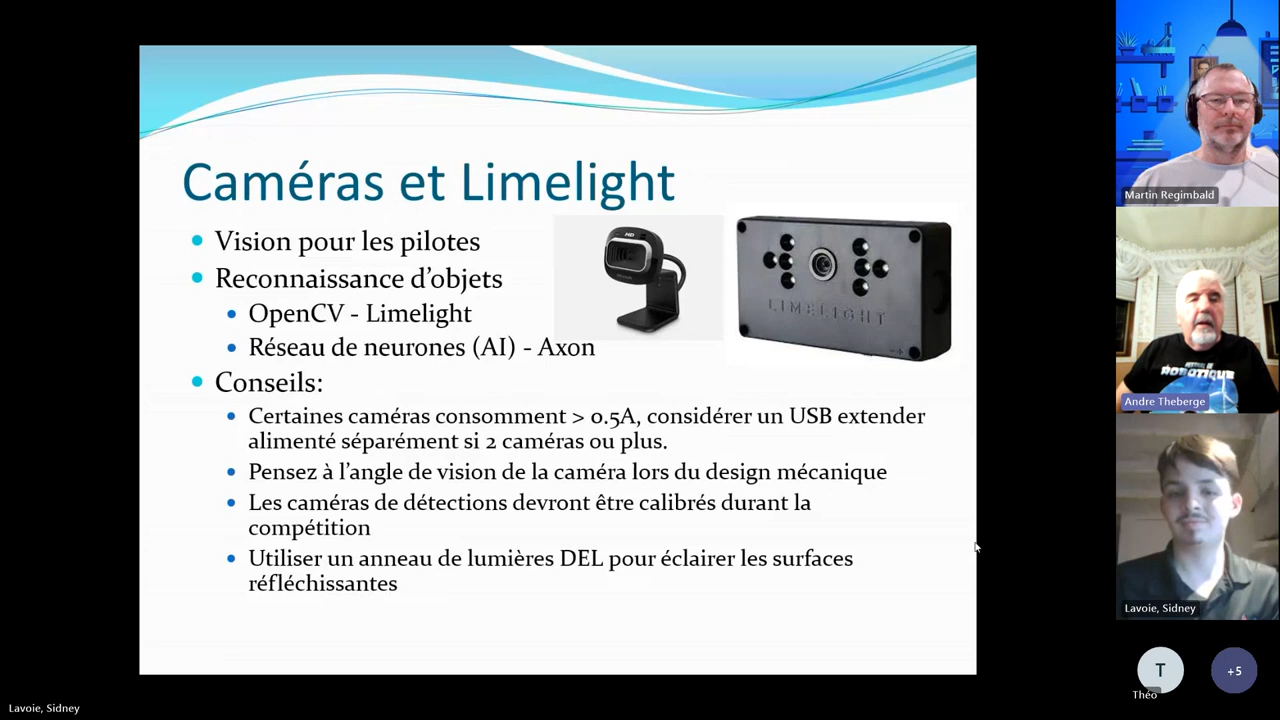 Caméras et Limelight
Vision pour les pilotes
Reconnaissance d'objets
OpenCV - Limelight
Réseau de neurones (AI) - Axon
Conseils:
Certaines caméras consomment > 0.5A, considérer un USB extender
alimenté séparément si 2 caméras ou plus.
Pensez à l'angle de vision de la caméra lors du design mécanique
Les caméras de détections devront être calibrés durant la
compétition
Utiliser un anneau de lumières DEL pour éclairer les surfaces
réfléchissantes
HD
LIMELIGHT
Martin Regimbald
ROBOTIQUE
Andre Theberge
Lavoie, Sidney
T
+5
Théo
Lavoie, Sidney